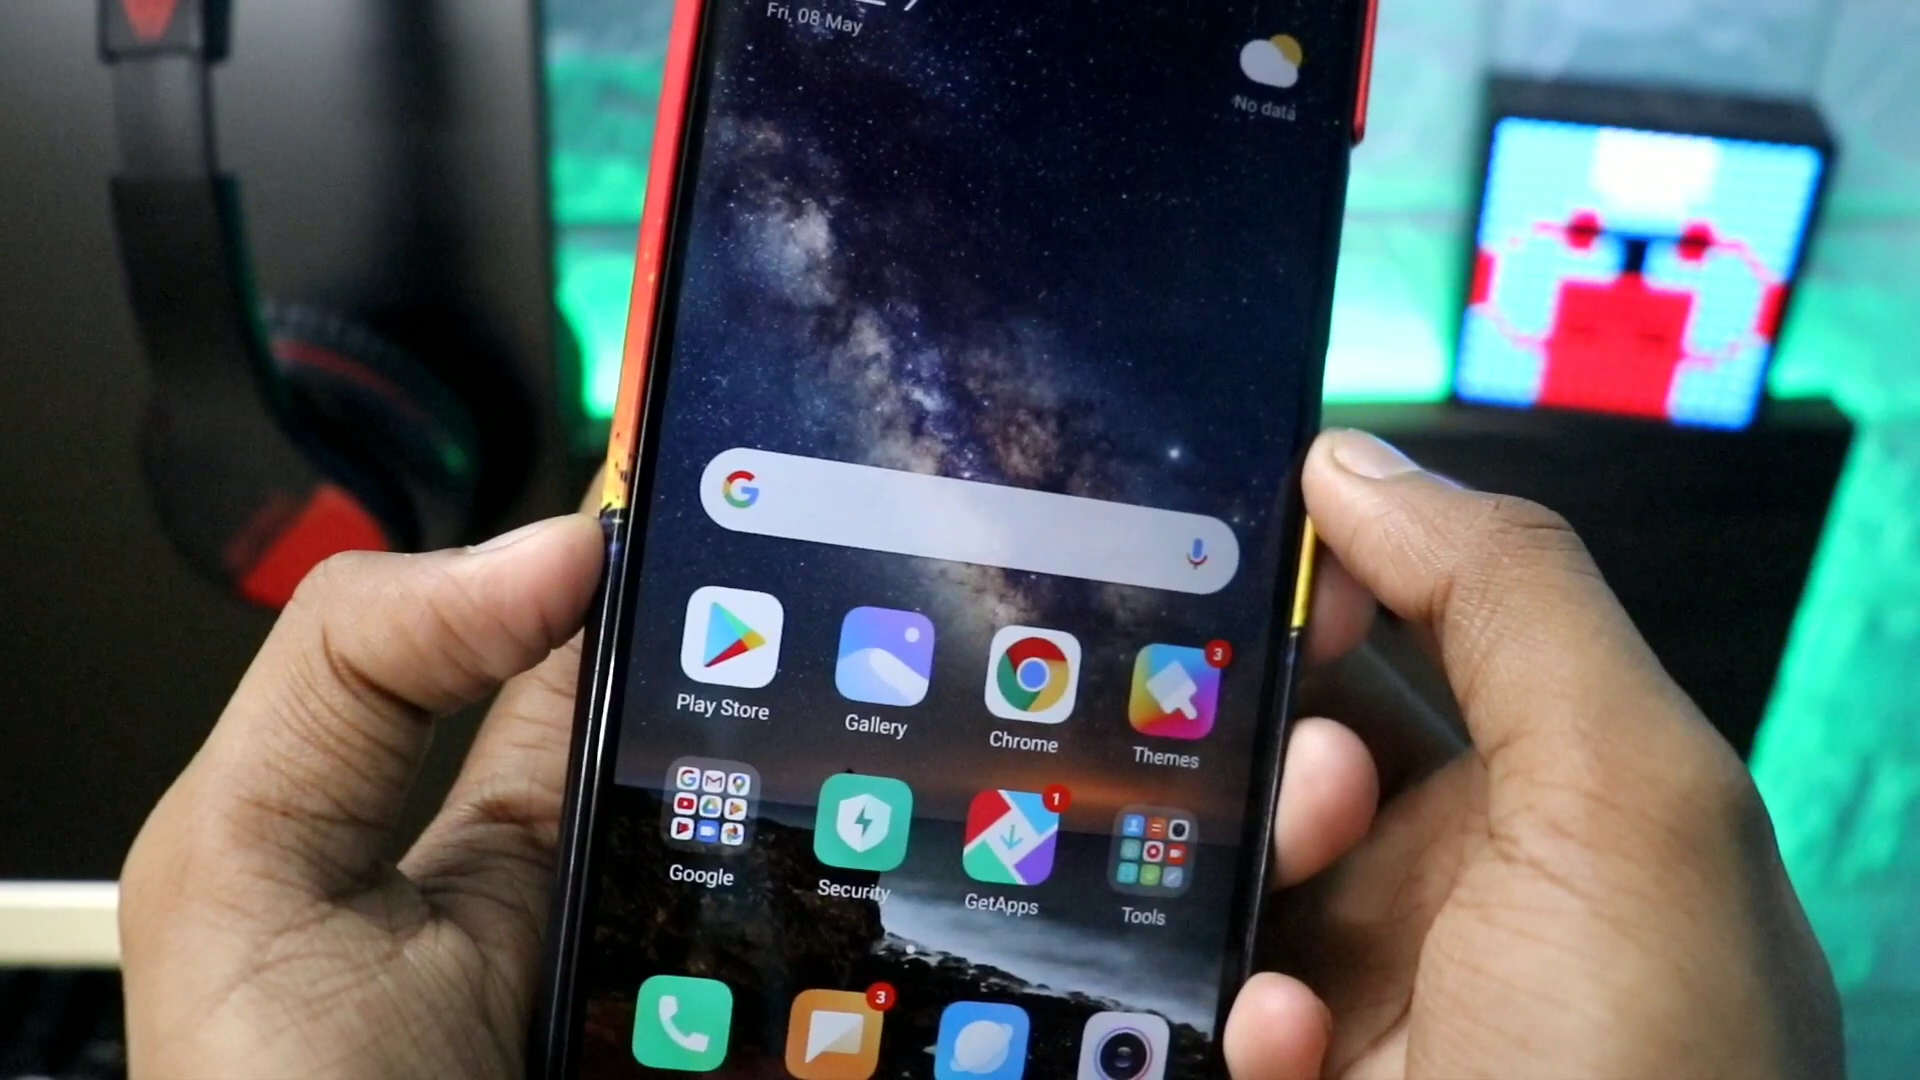 Fri, 08 May
No data
Play Store
Gallery
Chrome
3
Themes
Google
Security
1
GetApps
Tools
3